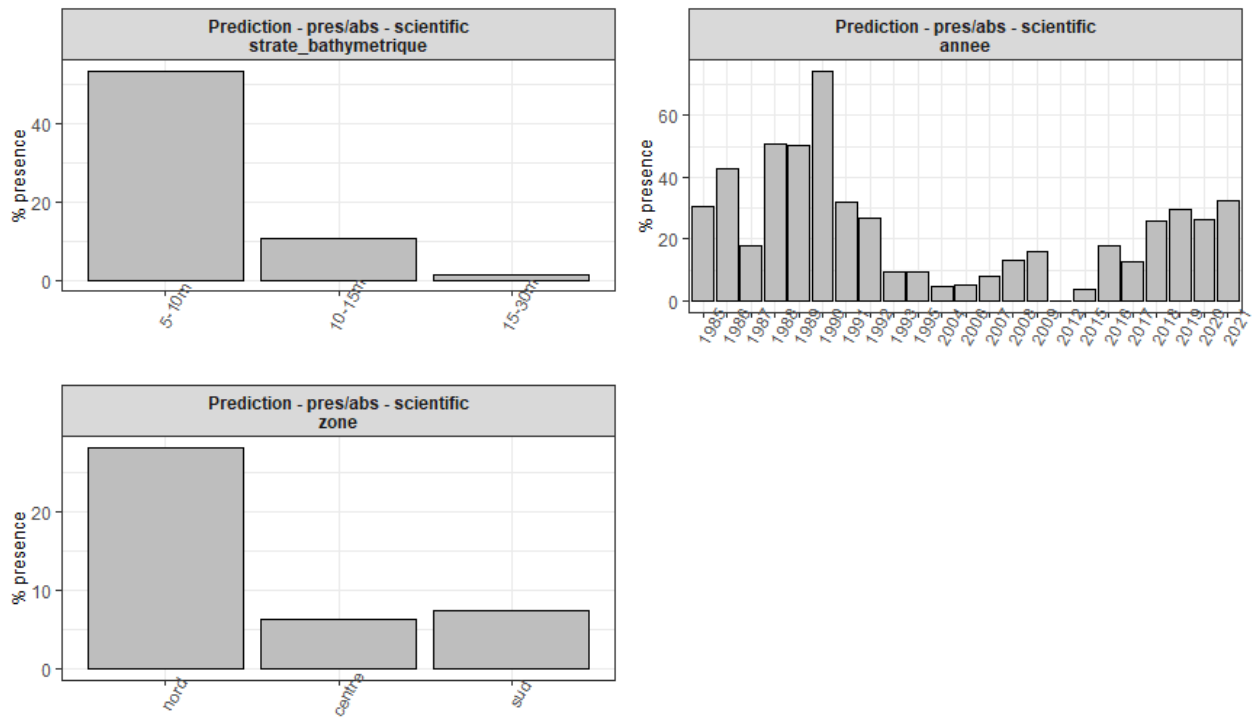 Prediction - pres/abs - scientific
strate_bathymetrique
% presence
40
20
0
5-10m
10-15m
15-30m
Prediction - pres/abs - scientific
annee
% presence
60
40
20
0
1985
1986
1987
1988
1989
1990
1991
1992
1993
1995
2004
2006
2007
2008
2009
2012
2015
2016
2017
2018
2019
2020
2021
Prediction - pres/abs - scientific
zone
% presence
20
10
0
nord
centre
sud